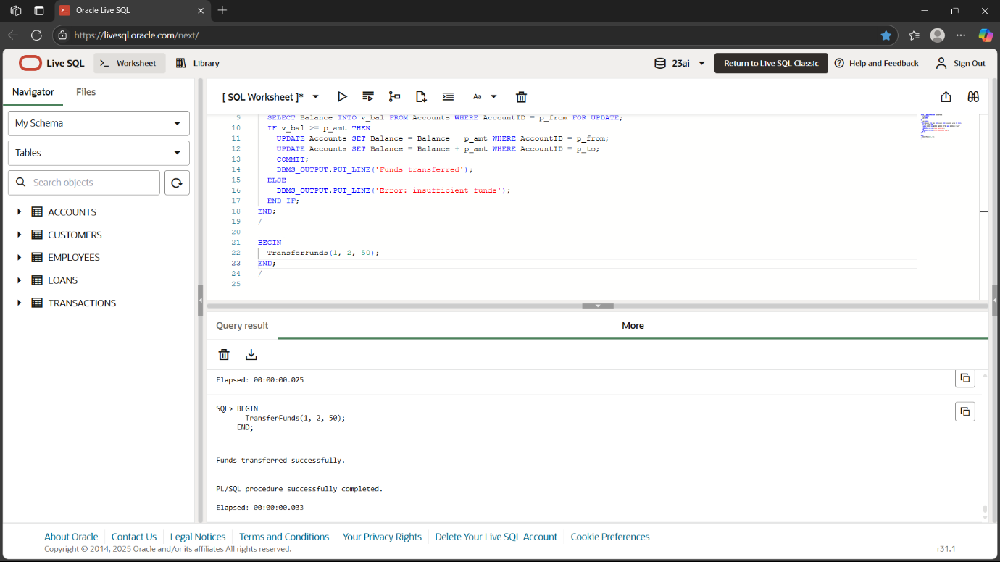 Oracle Live SQL
https://livesql.oracle.com/next/
Live SQL
Worksheet
Library
23ai
Return to Live SQL Classic
Help and Feedback
Sign Out
Navigator
Files
[ SQL Worksheet ]*
Aa
My Schema
Tables
Search objects
ACCOUNTS
CUSTOMERS
EMPLOYEES
LOANS
TRANSACTIONS
9 SELECT Balance INTO v_bal FROM Accounts WHERE AccountID = p_from FOR UPDATE;
10 IF v_bal >= p_amt THEN
11 UPDATE Accounts SET Balance = Balance - p_amt WHERE AccountID = p_from;
12 UPDATE Accounts SET Balance = Balance + p_amt WHERE AccountID = p_to;
13 COMMIT;
14 DBMS_OUTPUT.PUT_LINE('Funds transferred');
15 ELSE
16 DBMS_OUTPUT.PUT_LINE('Error: insufficient funds');
17 END IF;
18 END;
19 /
20
21 BEGIN
22 TransferFunds(1, 2, 50);
23 END;
24 /
25
Query result
More
Elapsed: 00:00:00.025
SQL> BEGIN
TransferFunds(1, 2, 50);
END;
Funds transferred successfully.
PL/SQL procedure successfully completed.
Elapsed: 00:00:00.033
About Oracle
Contact Us
Legal Notices
Terms and Conditions
Your Privacy Rights
Delete Your Live SQL Account
Cookie Preferences
Copyright © 2014, 2025 Oracle and/or its affiliates All rights reserved.
r31.1